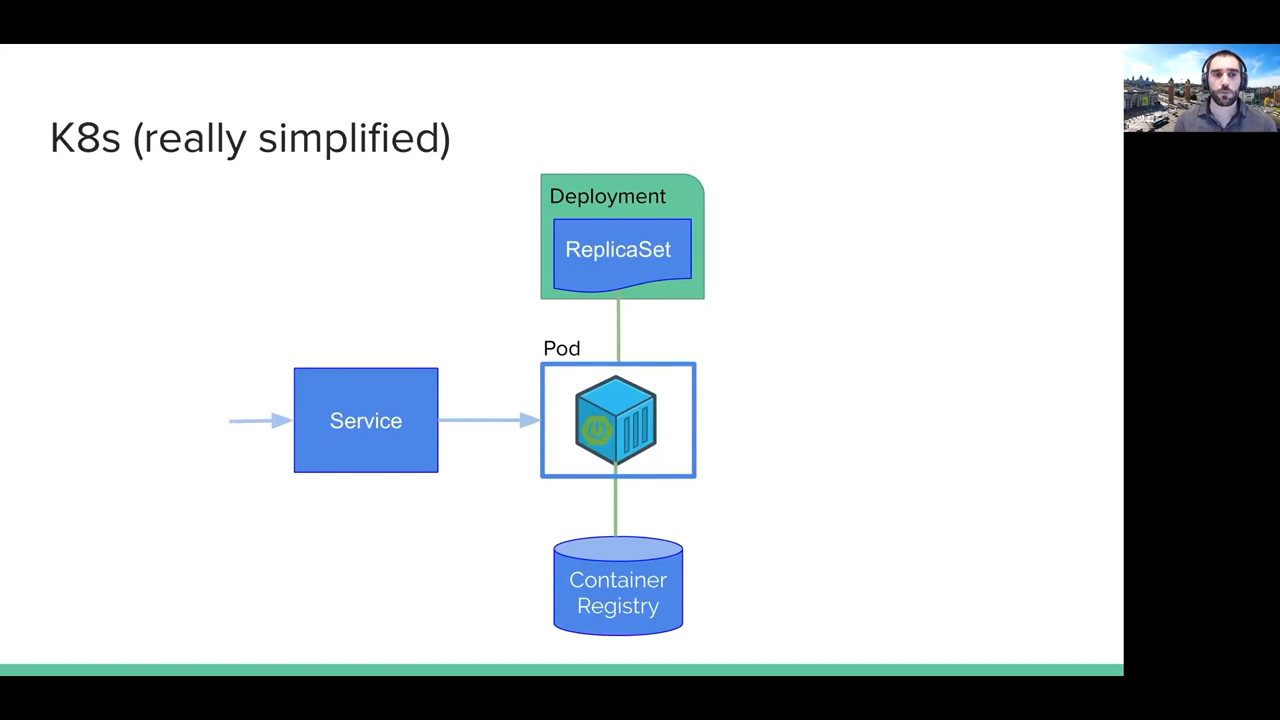 K8s (really simplified)
Deployment
ReplicaSet
Pod
Service
Container
Registry